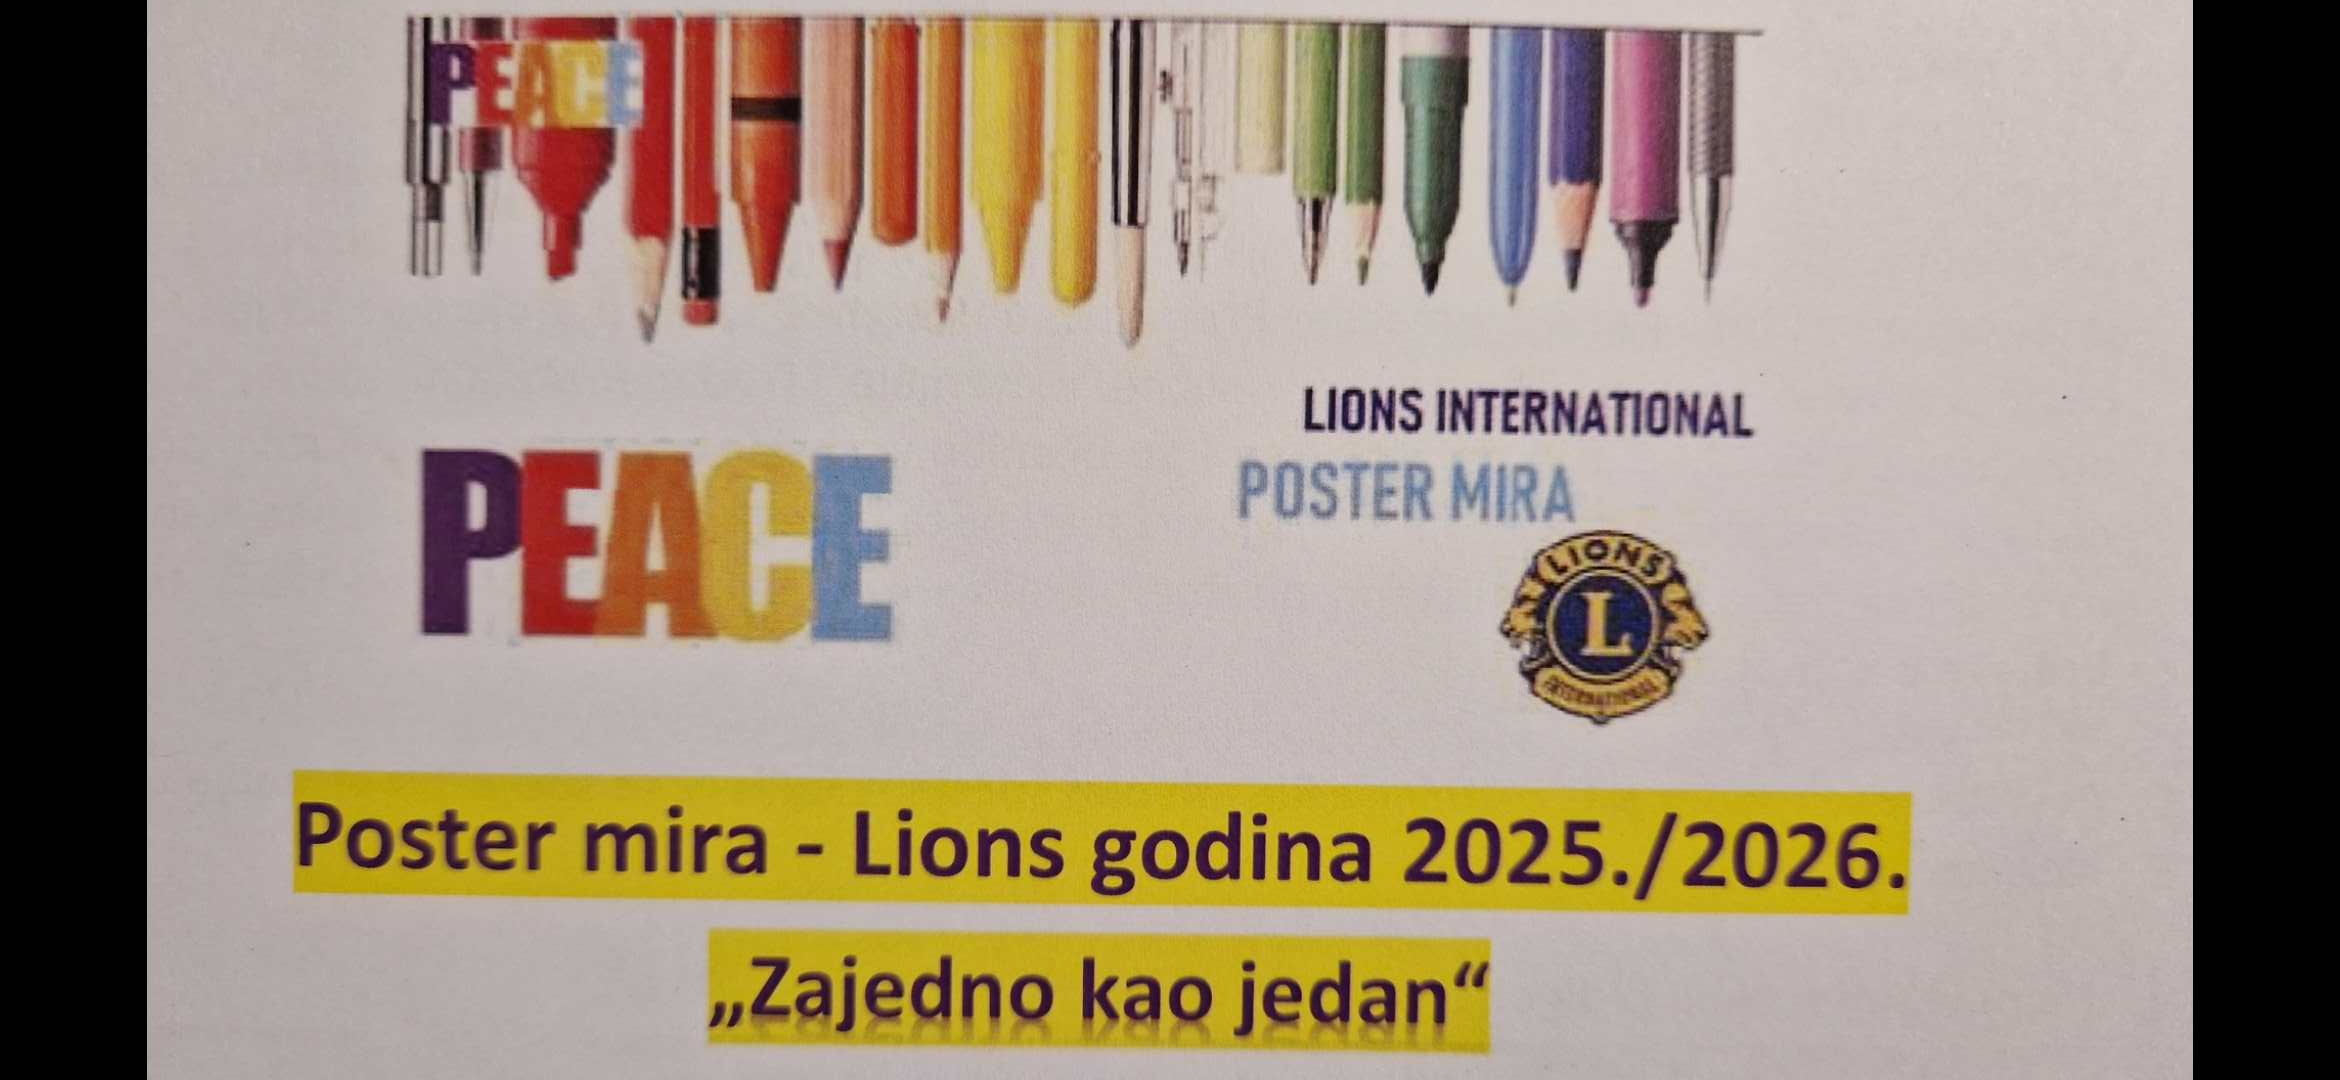 PEACE
LIONS INTERNATIONAL
POSTER MIRA
PEACE
LIONS
L
INTERNATIONAL
Poster mira - Lions godina 2025./2026.
„Zajedno kao jedan“